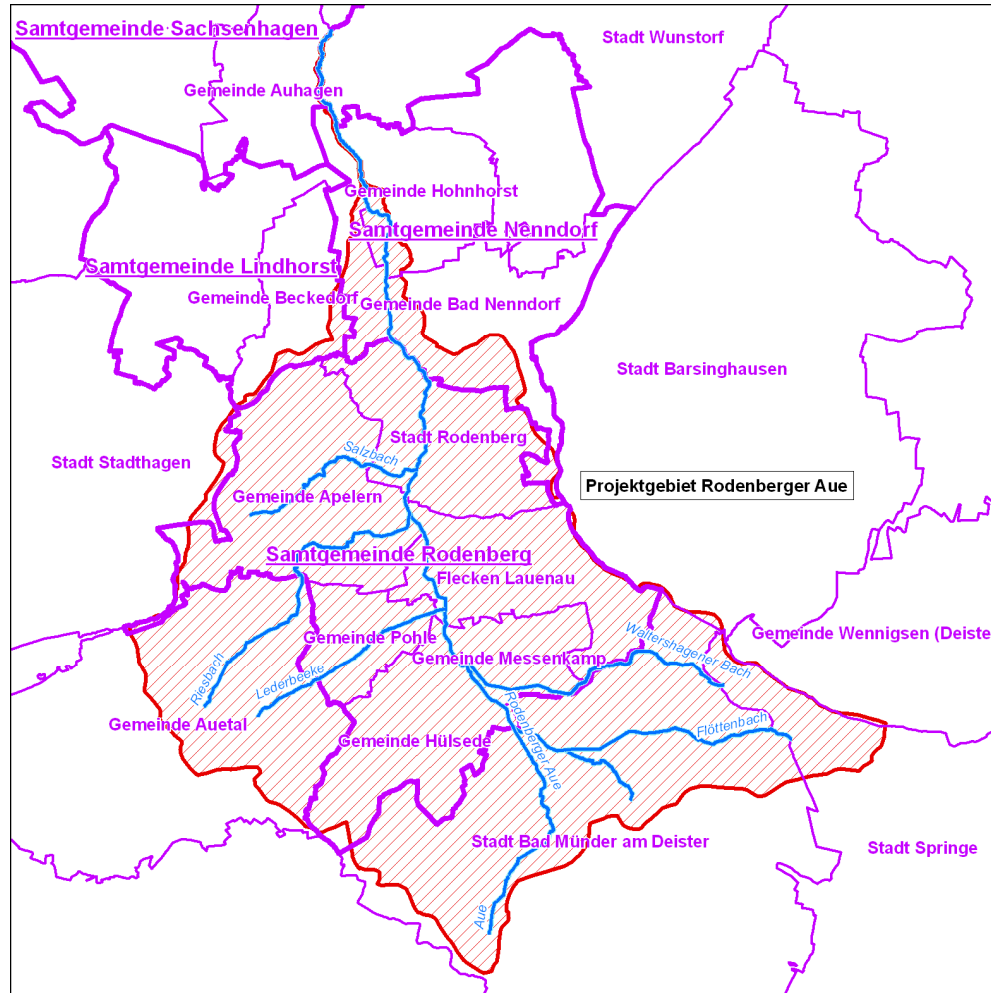 Samtgemeinde Sachsenhagen
Stadt Wunstorf
Gemeinde Auhagen
Gemeinde Hohnhorst
Samtgemeinde Nenndorf
Samtgemeinde Lindhorst
Gemeinde Beckedorf
Gemeinde Bad Nenndorf
Stadt Barsinghausen
Stadt Rodenberg
Salzbach
Stadt Stadthagen
Projektgebiet Rodenberger Aue
Gemeinde Apelern
Samtgemeinde Rodenberg
Flecken Lauenau
Gemeinde Wennigsen (Deiste
Gemeinde Pohle
Gemeinde Messenkamp
Waltershagener Bach
Riesbach
Lederbeeke
Gemeinde Auetal
Rodenberger Aue
Flöttenbach
Gemeinde Hülsede
Stadt Bad Münder am Deister
Stadt Springe
Aue